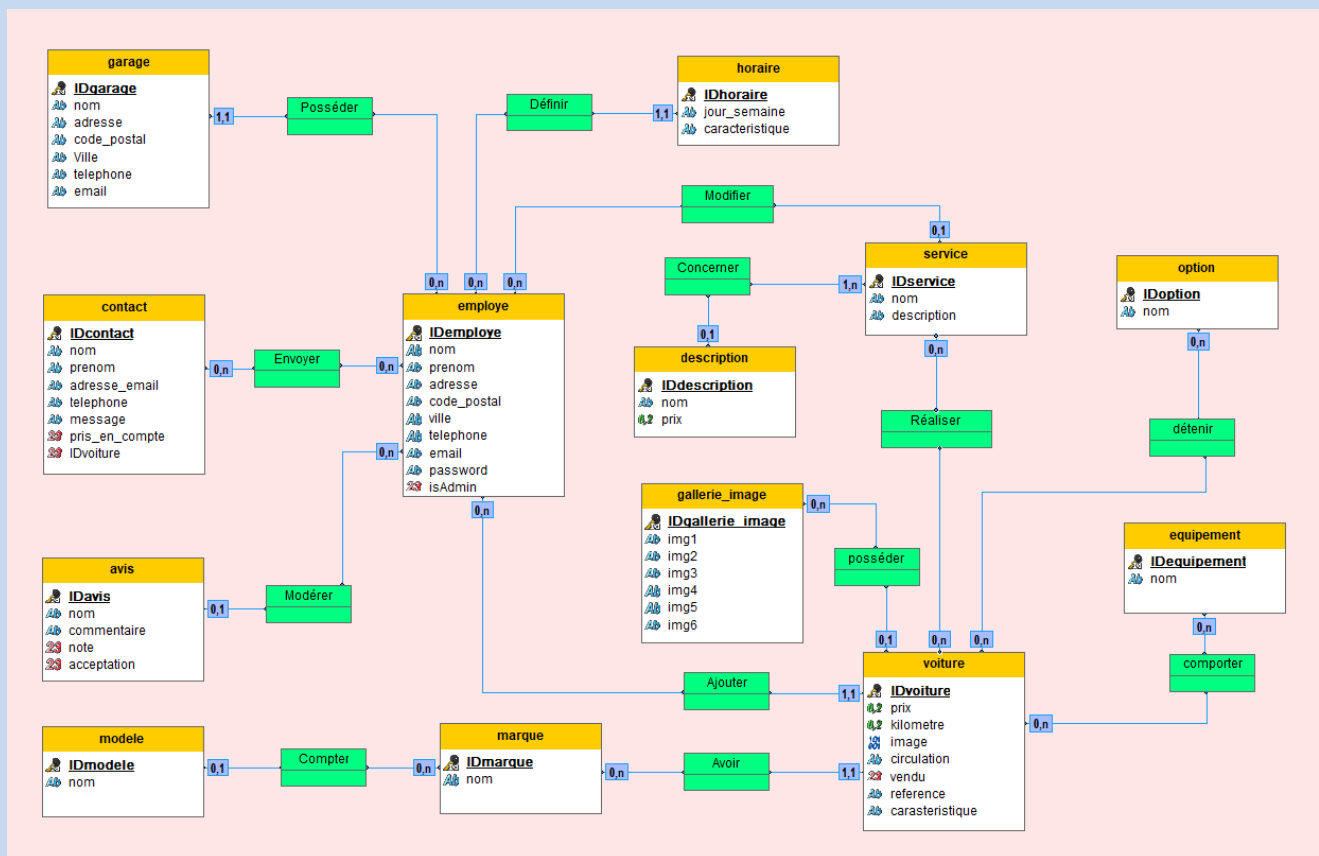 garage
IDgarage
nom
adresse
code_postal
Ville
telephone
email
1,1
Posséder
0,n
Définir
0,n
1,1
horaire
IDhoraire
jour_semaine
caracteristique
Modifier
0,n
0,1
service
IDservice
nom
description
Concerner
1,n
0,1
description
IDdescription
nom
prix
option
IDoption
nom
0,n
détenir
0,n
contact
IDcontact
nom
prenom
adresse_email
telephone
message
pris_en_compte
IDvoiture
0,n
Envoyer
0,n
employe
IDemploye
nom
prenom
adresse
code_postal
ville
telephone
email
password
isAdmin
0,n
Réaliser
0,n
gallerie_image
IDgallerie_image
img1
img2
img3
img4
img5
img6
0,n
posséder
0,1
equipement
IDequipement
nom
0,n
comporter
0,n
avis
IDavis
nom
commentaire
note
acceptation
0,1
Modérer
0,n
0,n
Ajouter
1,1
voiture
IDvoiture
prix
kilometre
image
circulation
vendu
reference
carasteristique
modele
IDmodele
nom
0,1
Compter
0,n
marque
IDmarque
nom
0,n
Avoir
1,1